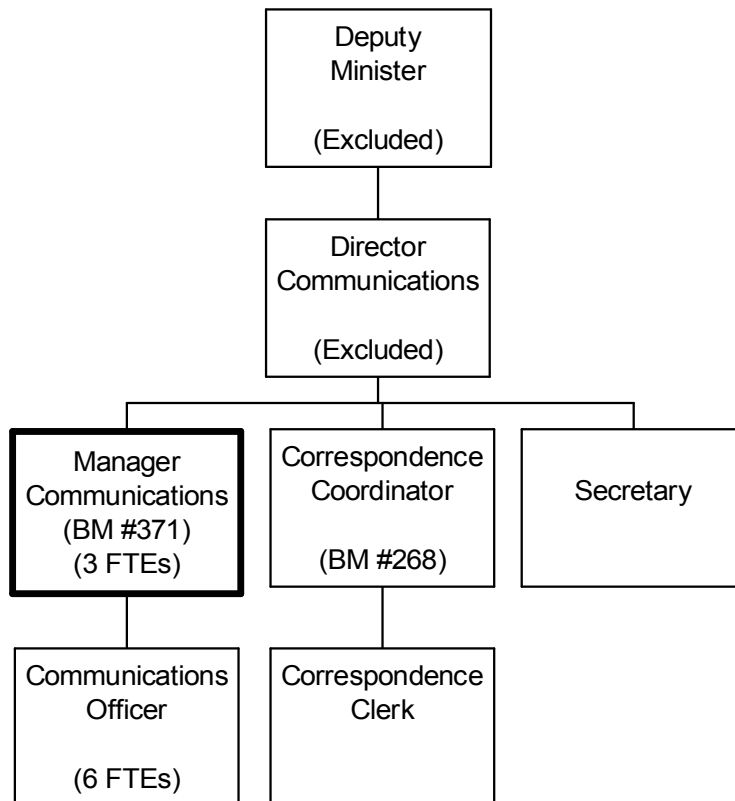 Deputy
Minister
(Excluded)
Director
Communications
(Excluded)
Manager
Communications
(BM #371)
(3 FTEs)
Correspondence
Coordinator
(BM #268)
Secretary
Communications
Officer
(6 FTEs)
Correspondence
Clerk